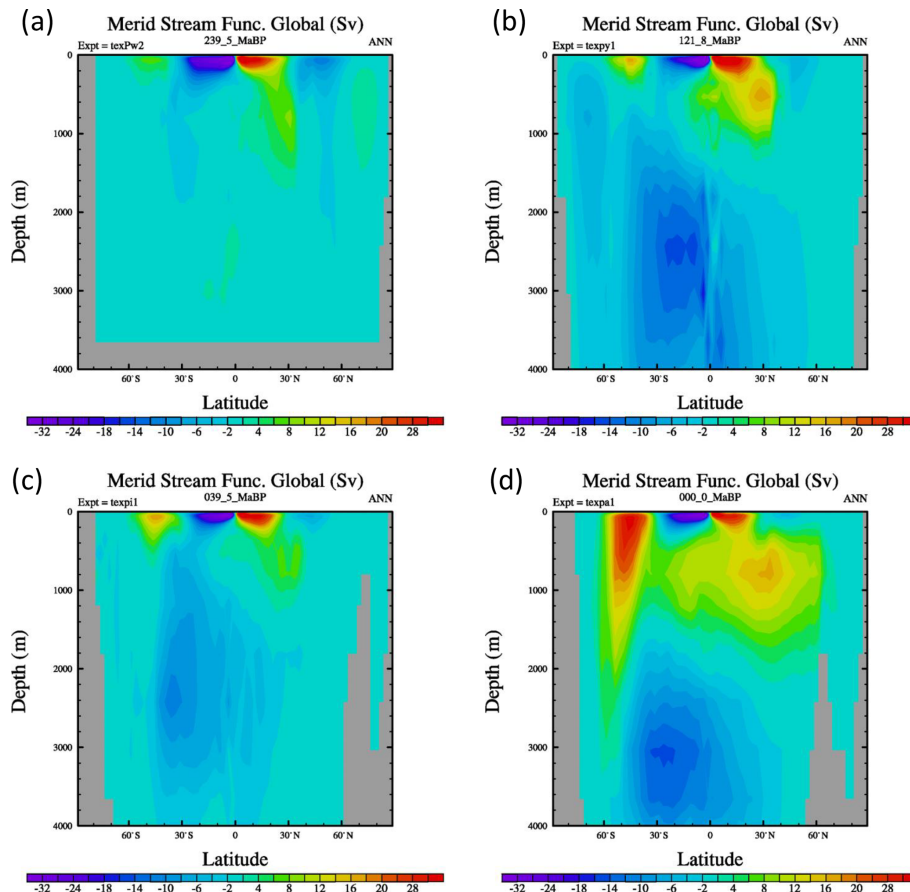 (a)
Merid Stream Func. Global (Sv)
Expt = texPw2 239_5_MaBP ANN
0
1000
2000
3000
4000
Depth (m)
60°S 30°S 0 30°N 60°N
Latitude
-32 -24 -18 -14 -10 -6 -2 4 8 12 16 20 28
(b)
Merid Stream Func. Global (Sv)
Expt = texpy1 121_8_MaBP ANN
0
1000
2000
3000
4000
Depth (m)
60°S 30°S 0 30°N 60°N
Latitude
-32 -24 -18 -14 -10 -6 -2 4 8 12 16 20 28
(c)
Merid Stream Func. Global (Sv)
Expt = texpi1 039_5_MaBP ANN
0
1000
2000
3000
4000
Depth (m)
60°S 30°S 0 30°N 60°N
Latitude
-32 -24 -18 -14 -10 -6 -2 4 8 12 16 20 28
(d)
Merid Stream Func. Global (Sv)
Expt = texpa1 000_0_MaBP ANN
0
1000
2000
3000
4000
Depth (m)
60°S 30°S 0 30°N 60°N
Latitude
-32 -24 -18 -14 -10 -6 -2 4 8 12 16 20 28